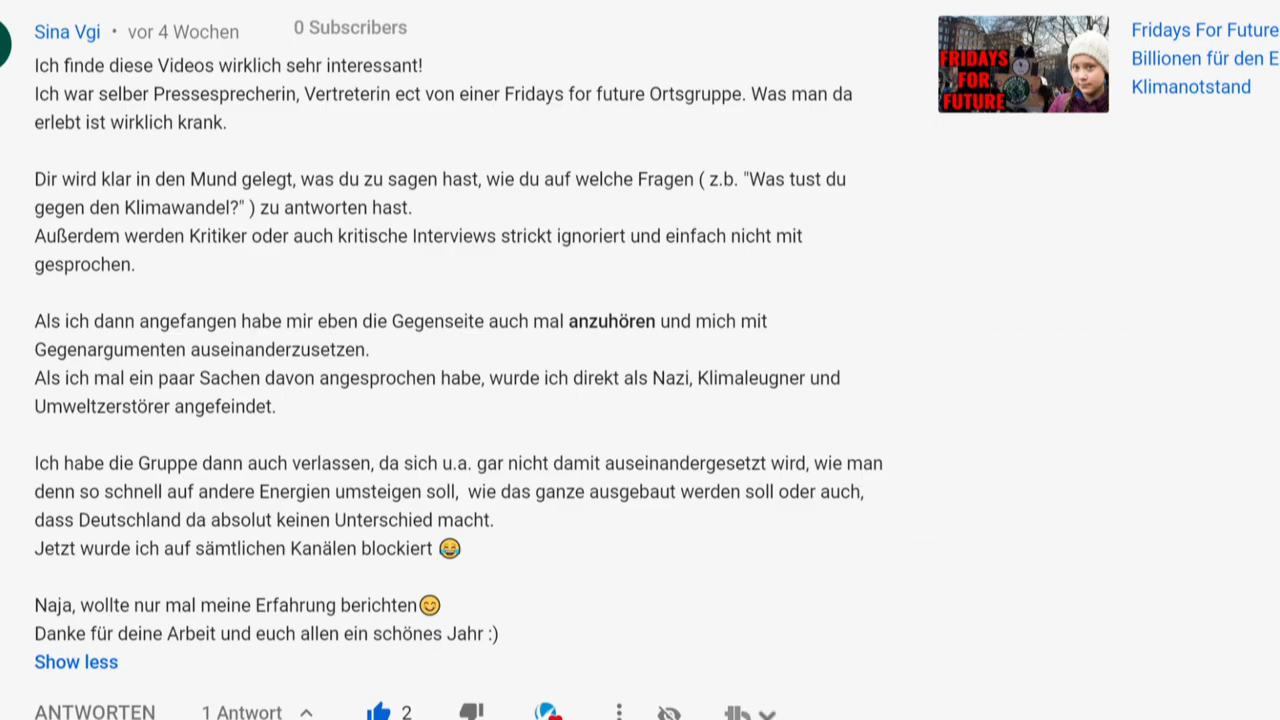 Sina Vgi • vor 4 Wochen 0 Subscribers
Ich finde diese Videos wirklich sehr interessant!
Ich war selber Pressesprecherin, Vertreterin ect von einer Fridays for future Ortsgruppe. Was man da
erlebt ist wirklich krank.
Dir wird klar in den Mund gelegt, was du zu sagen hast, wie du auf welche Fragen ( z.b. "Was tust du
gegen den Klimawandel?" ) zu antworten hast.
Außerdem werden Kritiker oder auch kritische Interviews strickt ignoriert und einfach nicht mit
gesprochen.
Als ich dann angefangen habe mir eben die Gegenseite auch mal anzuhören und mich mit
Gegenargumenten auseinanderzusetzen.
Als ich mal ein paar Sachen davon angesprochen habe, wurde ich direkt als Nazi, Klimaleugner und
Umweltzerstörer angefeindet.
Ich habe die Gruppe dann auch verlassen, da sich u.a. gar nicht damit auseinandergesetzt wird, wie man
denn so schnell auf andere Energien umsteigen soll, wie das ganze ausgebaut werden soll oder auch,
dass Deutschland da absolut keinen Unterschied macht.
Jetzt wurde ich auf sämtlichen Kanälen blockiert 😂
Naja, wollte nur mal meine Erfahrung berichten😊
Danke für deine Arbeit und euch allen ein schönes Jahr :)
Show less
ANTWORTEN 1 Antwort 2
FRIDAYS
FOR
FUTURE
Fridays For Future
Billionen für den E
Klimanotstand